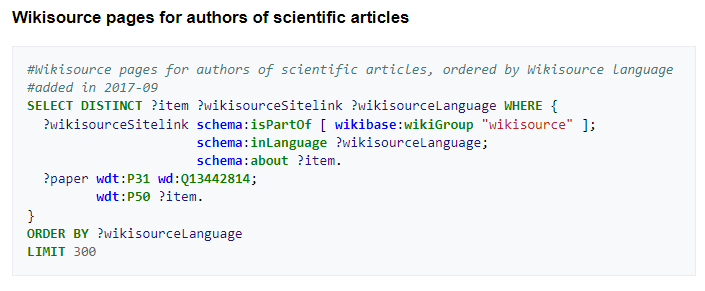 Wikisource pages for authors of scientific articles
#Wikisource pages for authors of scientific articles, ordered by Wikisource language
#added in 2017-09
SELECT DISTINCT ?item ?wikisourceSitelink ?wikisourceLanguage WHERE {
  ?wikisourceSitelink schema:isPartOf [ wikibase:wikiGroup "wikisource" ];
                      schema:inLanguage ?wikisourceLanguage;
                      schema:about ?item.
  ?paper wdt:P31 wd:Q13442814;
         wdt:P50 ?item.
}
ORDER BY ?wikisourceLanguage
LIMIT 300